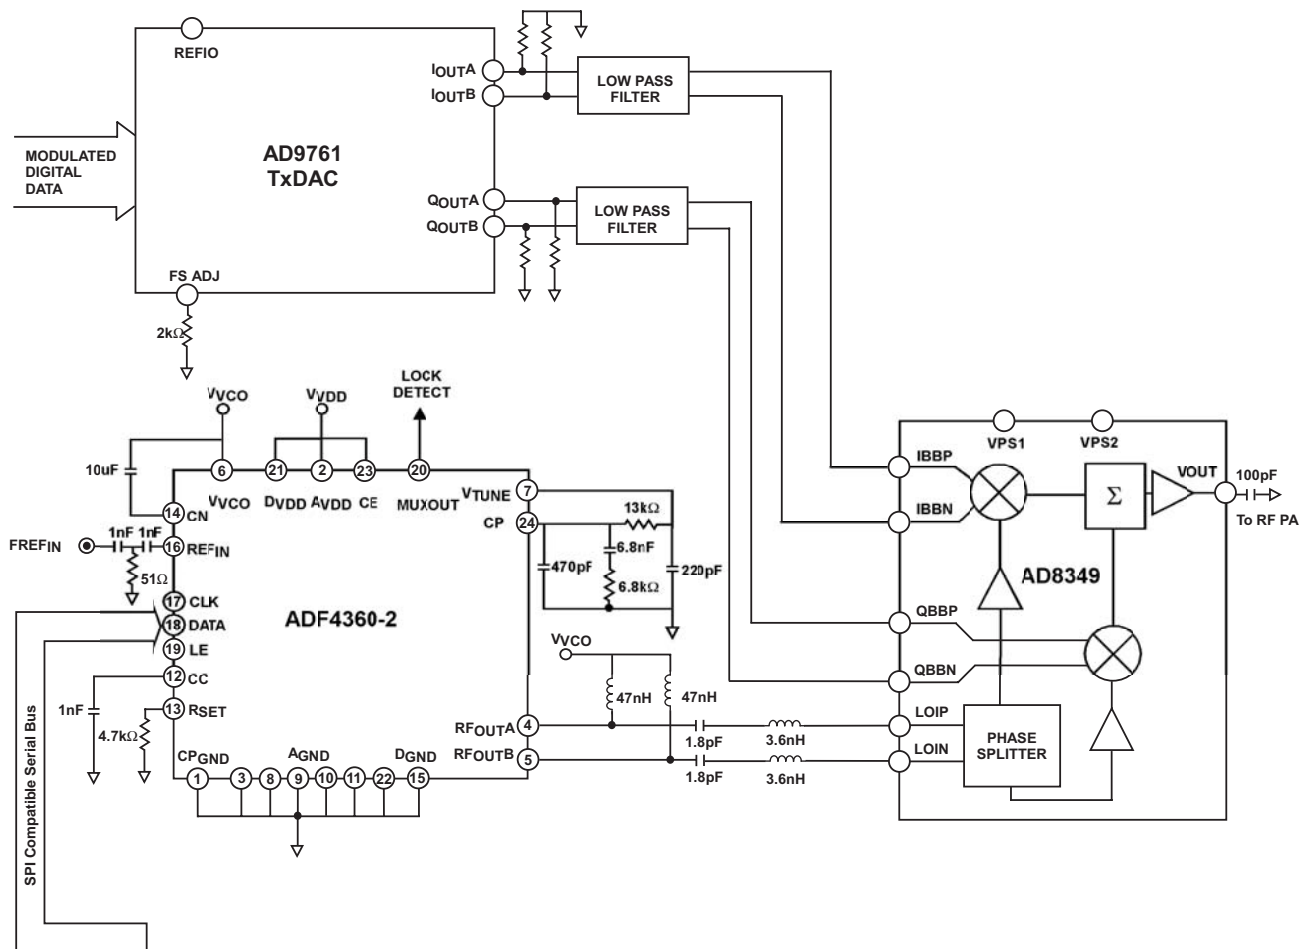 REFIO
IOUTA
IOUTB
LOW PASS
FILTER
MODULATED
DIGITAL
DATA
AD9761
TxDAC
QOUTA
QOUTB
LOW PASS
FILTER
FS ADJ
2kΩ
VVCO
VVDD
LOCK
DETECT
10uF
6
21
2
23
20
VVCO
DVDD
AVDD
CE
MUXOUT
VTUNE
7
CP
24
13kΩ
14
CN
1nF
1nF
FREFIN
16
REFIN
51Ω
6.8nF
470pF
6.8kΩ
220pF
17
CLK
18
DATA
19
LE
ADF4360-2
12
CC
1nF
13
RSET
4.7kΩ
VVCO
47nH
47nH
RFOUTA
4
RFOUTB
5
1.8pF
3.6nH
1.8pF
3.6nH
CPGND
AGND
DGND
1
3
8
9
10
11
22
15
SPI Compatible Serial Bus
VPS1
VPS2
IBBP
IBBN
Σ
VOUT
100pF
To RF PA
AD8349
QBBP
QBBN
LOIP
LOIN
PHASE
SPLITTER